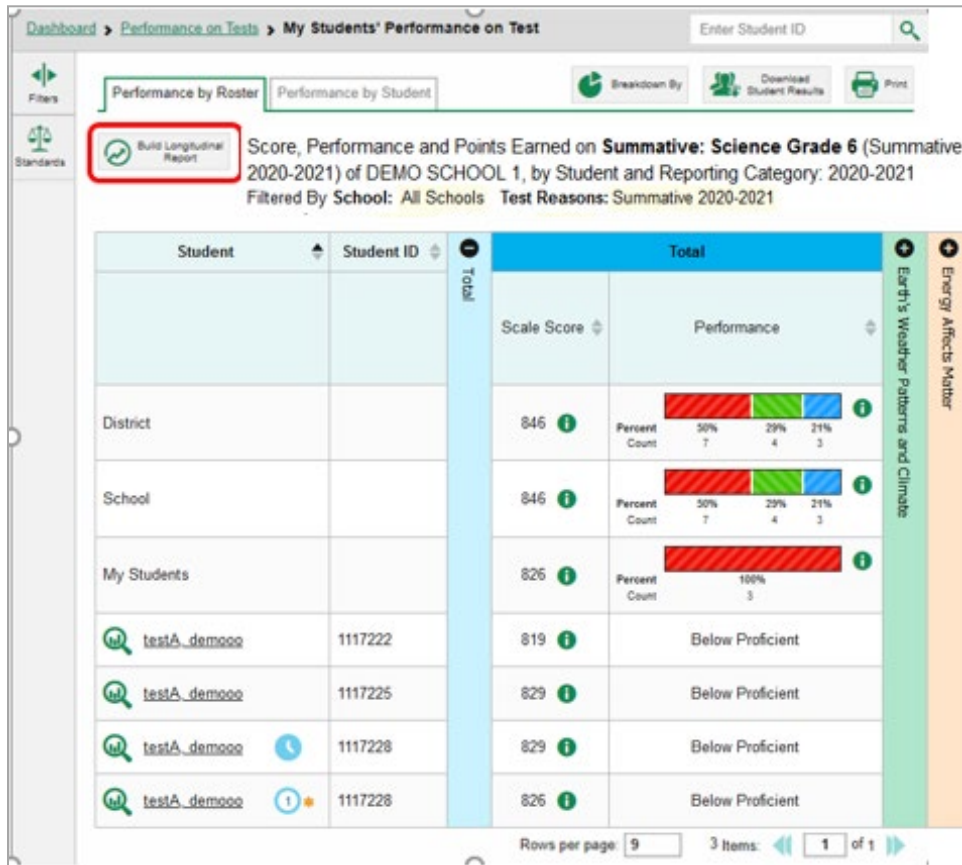 Dashboard > Performance on Tests > My Students' Performance on Test
Enter Student ID
Filters
Standards
Performance by Roster
Performance by Student
Breakdown By
Download Student Results
Print
Build Longitudinal Report
Score, Performance and Points Earned on Summative: Science Grade 6 (Summative
2020-2021) of DEMO SCHOOL 1, by Student and Reporting Category: 2020-2021
Filtered By School: All Schools Test Reasons: Summative 2020-2021
Student
Student ID
Total
Total
Scale Score
Performance
Earth's Weather Patterns and Climate
Energy Affects Matter
District
846
Percent 50% 29% 21%
Count 7 4 3
School
846
Percent 50% 29% 21%
Count 7 4 3
My Students
826
Percent 100%
Count 3
testA, demooo 1117222 819 Below Proficient
testA, demooo 1117225 829 Below Proficient
testA, demooo 1117228 829 Below Proficient
testA, demooo 1 1117228 826 Below Proficient
Rows per page: 9 3 Items: 1 of 1